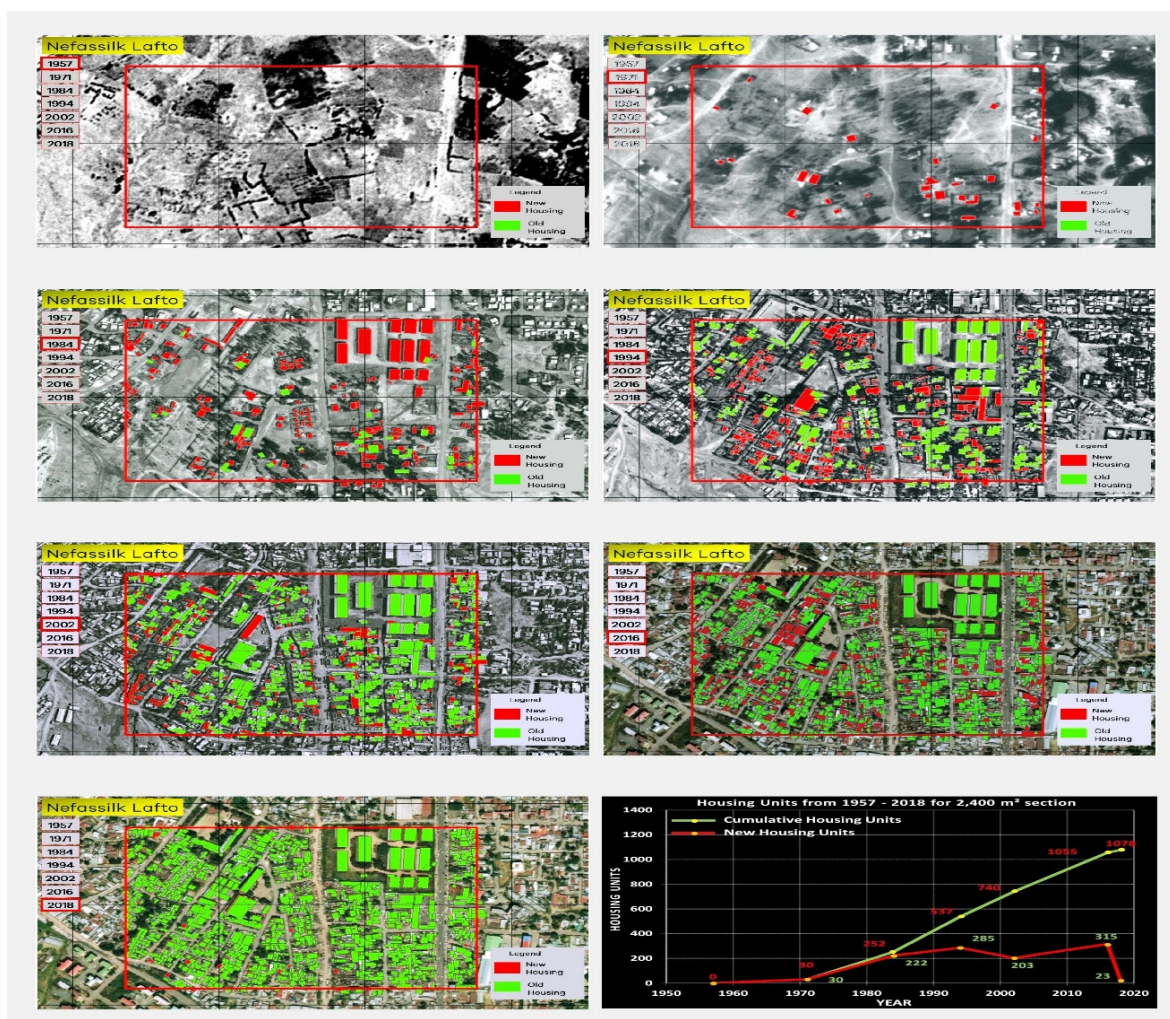 Nefassilk Lafto
1957
1971
1984
1994
2002
2016
2018
Legend
New
Housing
Old
Housing
Nefassilk Lafto
1957
1971
1984
1994
2002
2016
2018
Legend
New
Housing
Old
Housing
Nefassilk Lafto
1957
1971
1984
1994
2002
2016
2018
Legend
New
Housing
Old
Housing
Nefassilk Lafto
1957
1971
1984
1994
2002
2016
2018
Legend
New
Housing
Old
Housing
Nefassilk Lafto
1957
1971
1984
1994
2002
2016
2018
Legend
New
Housing
Old
Housing
Nefassilk Lafto
1957
1971
1984
1994
2002
2016
2018
Legend
New
Housing
Old
Housing
Nefassilk Lafto
1957
1971
1984
1994
2002
2016
2018
Legend
New
Housing
Old
Housing
Housing Units from 1957 - 2018 for 2,400 m² section
Cumulative Housing Units
New Housing Units
HOUSING UNITS
1400
1200
1000
800
600
400
200
0
0
30
30
252
222
537
285
740
203
1055
315
1078
23
1950
1960
1970
1980
1990
2000
2010
2020
YEAR